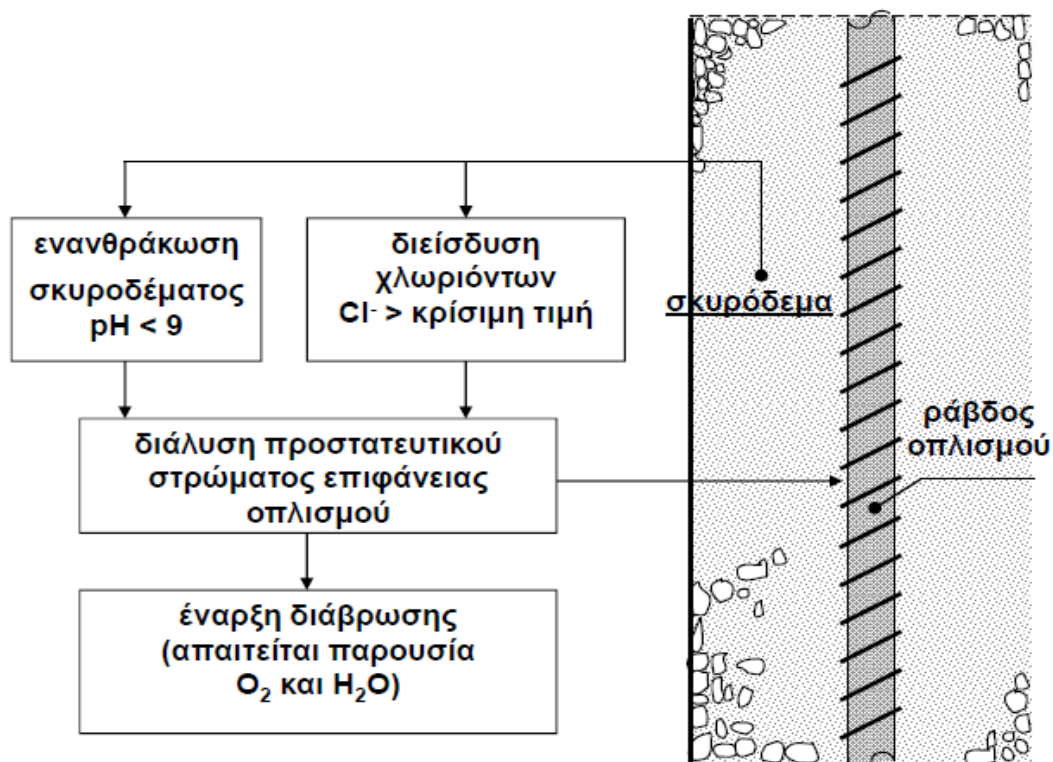 ενανθράκωση
σκυροδέματος
pH < 9
διείσδυση
χλωριόντων
Cl- > κρίσιμη τιμή
σκυρόδεμα
ράβδος
οπλισμού
διάλυση προστατευτικού
στρώματος επιφάνειας
οπλισμού
έναρξη διάβρωσης
(απαιτείται παρουσία
O2 και H2O)